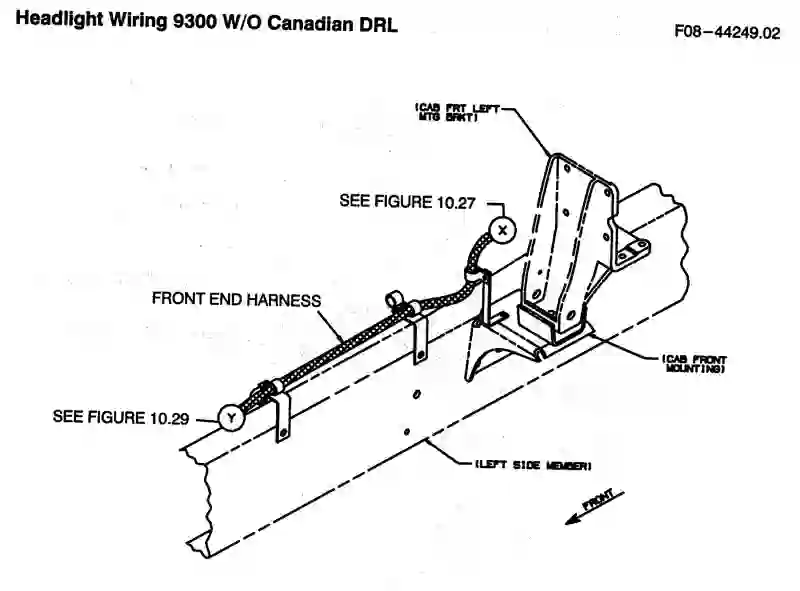 Headlight Wiring 9300 W/O Canadian DRL
F08-44249.02
(CAB FRT LEFT
MTG BRKT)
SEE FIGURE 10.27
X
FRONT END HARNESS
(CAB FRONT
MOUNTING)
SEE FIGURE 10.29
Y
(LEFT SIDE MEMBER)
FRONT